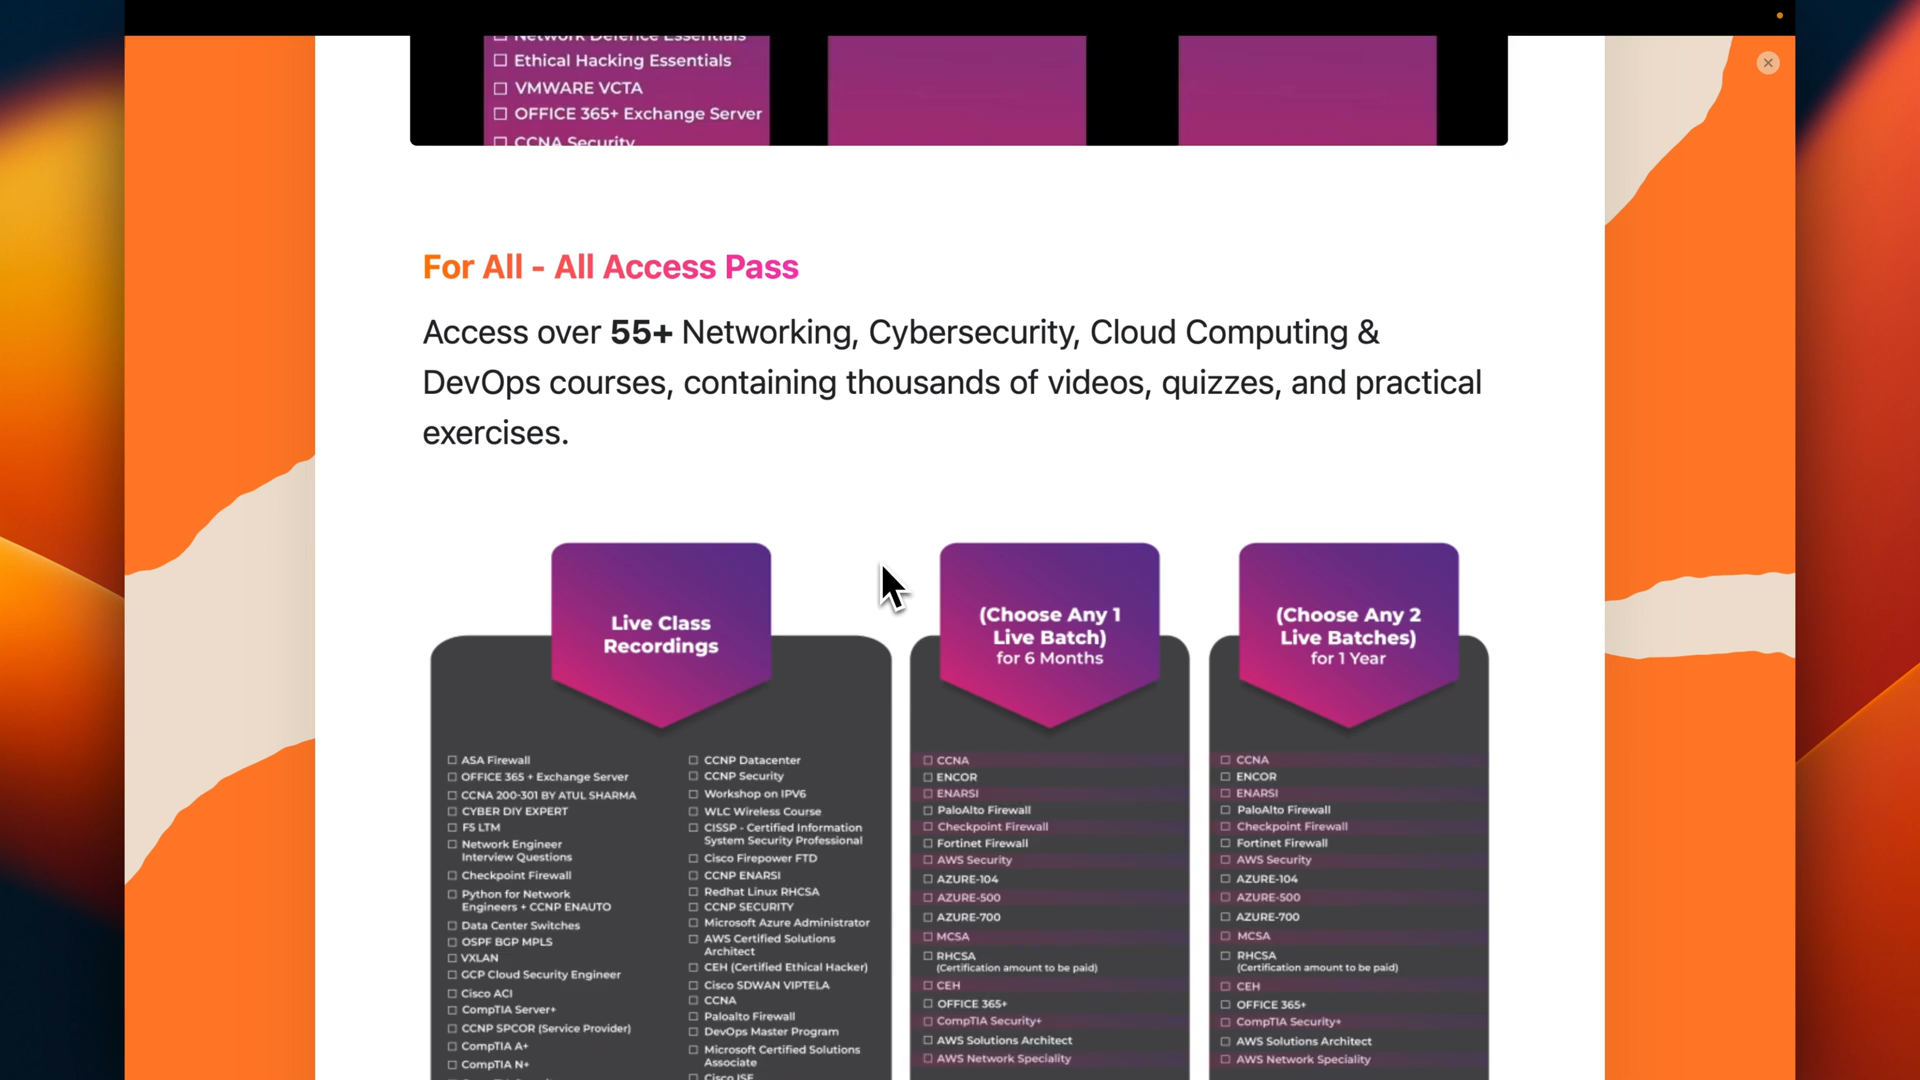 Network Defence Essentials
Ethical Hacking Essentials
VMWARE VCTA
OFFICE 365+ Exchange Server
CCNA Security
For All - All Access Pass
Access over 55+ Networking, Cybersecurity, Cloud Computing &
DevOps courses, containing thousands of videos, quizzes, and practical
exercises.
Live Class
Recordings
ASA Firewall
OFFICE 365 + Exchange Server
CCNA 200-301 BY ATUL SHARMA
CYBER DIY EXPERT
F5 LTM
Network Engineer
Interview Questions
Checkpoint Firewall
Python for Network
Engineers + CCNP ENAUTO
Data Center Switches
OSPF BGP MPLS
VXLAN
GCP Cloud Security Engineer
Cisco ACI
CompTIA Server+
CCNP SPCOR (Service Provider)
CompTIA A+
CompTIA N+
CCNP Datacenter
CCNP Security
Workshop on IPV6
WLC Wireless Course
CISSP - Certified Information
System Security Professional
Cisco Firepower FTD
CCNP ENARSI
Redhat Linux RHCSA
CCNP SECURITY
Microsoft Azure Administrator
AWS Certified Solutions
Architect
CEH (Certified Ethical Hacker)
Cisco SDWAN VIPTELA
CCNA
Paloalto Firewall
DevOps Master Program
Microsoft Certified Solutions
Associate
Cisco ISE
(Choose Any 1
Live Batch)
for 6 Months
CCNA
ENCOR
ENARSI
PaloAlto Firewall
Checkpoint Firewall
Fortinet Firewall
AWS Security
AZURE-104
AZURE-500
AZURE-700
MCSA
RHCSA
(Certification amount to be paid)
CEH
OFFICE 365+
CompTIA Security+
AWS Solutions Architect
AWS Network Speciality
(Choose Any 2
Live Batches)
for 1 Year
CCNA
ENCOR
ENARSI
PaloAlto Firewall
Checkpoint Firewall
Fortinet Firewall
AWS Security
AZURE-104
AZURE-500
AZURE-700
MCSA
RHCSA
(Certification amount to be paid)
CEH
OFFICE 365+
CompTIA Security+
AWS Solutions Architect
AWS Network Speciality